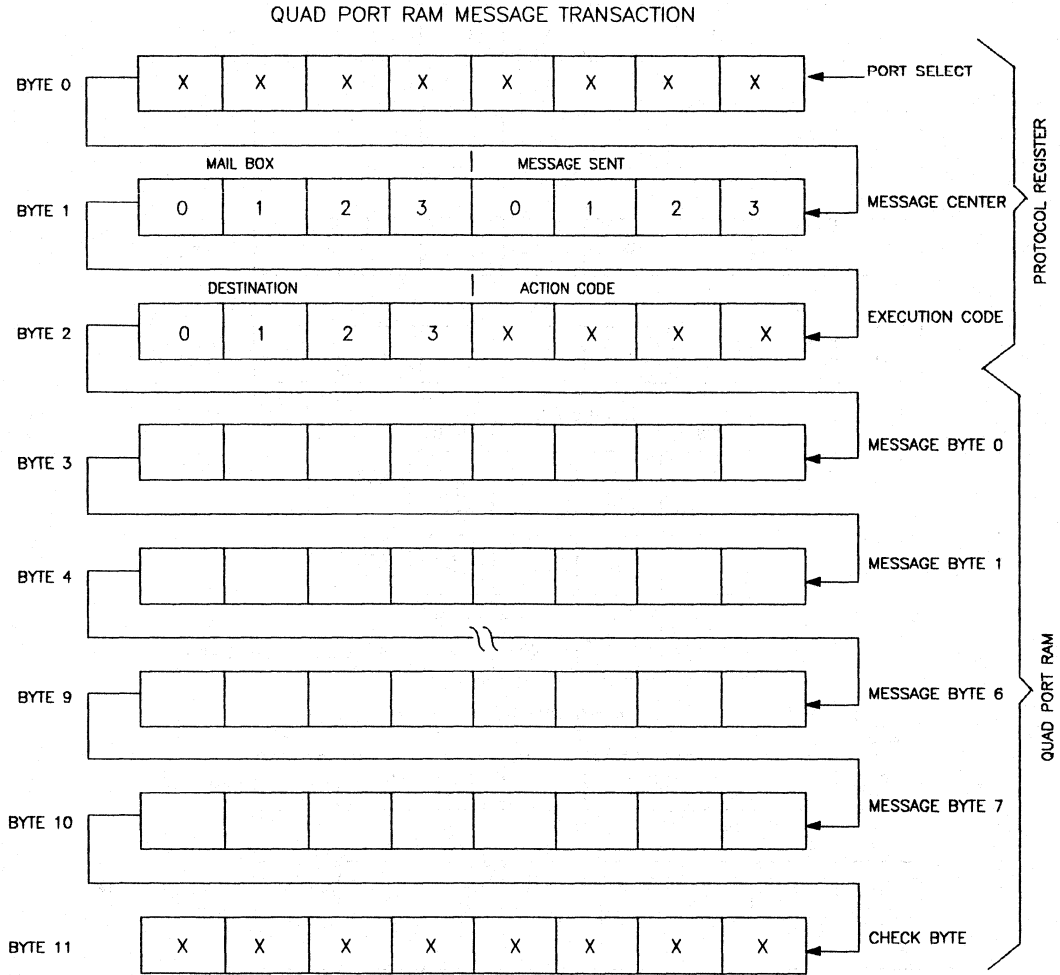 QUAD PORT RAM MESSAGE TRANSACTION
BYTE 0 X X X X X X X X PORT SELECT
MAIL BOX | MESSAGE SENT
BYTE 1 0 1 2 3 0 1 2 3 MESSAGE CENTER
DESTINATION | ACTION CODE
BYTE 2 0 1 2 3 X X X X EXECUTION CODE
PROTOCOL REGISTER
BYTE 3 MESSAGE BYTE 0
BYTE 4 MESSAGE BYTE 1
BYTE 9 MESSAGE BYTE 6
BYTE 10 MESSAGE BYTE 7
BYTE 11 X X X X X X X X CHECK BYTE
QUAD PORT RAM